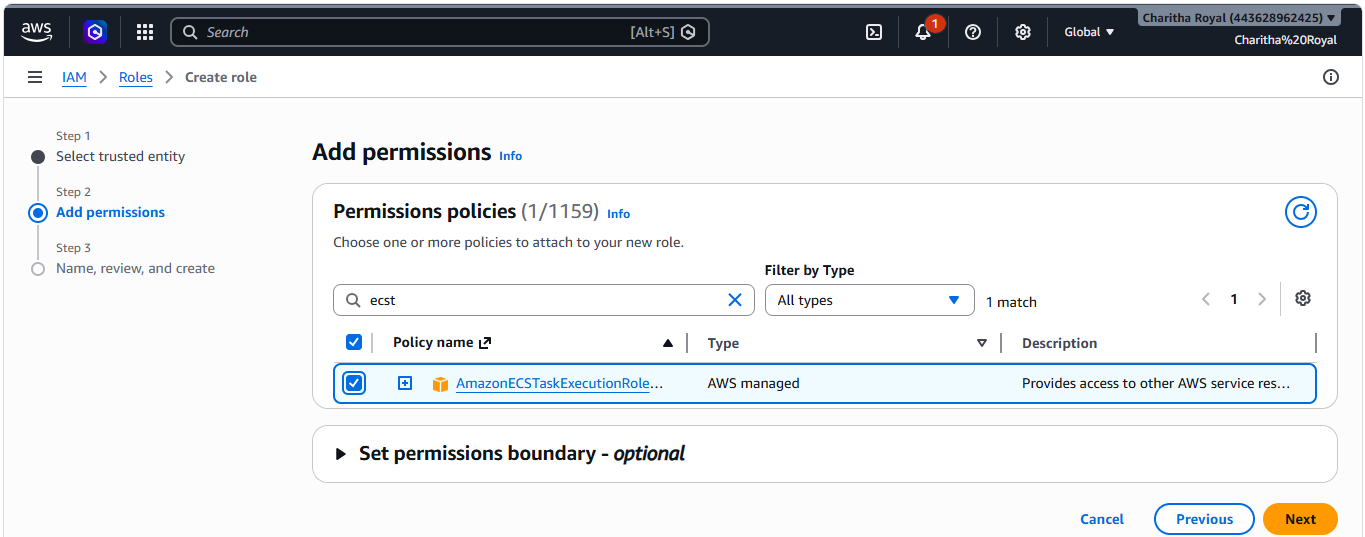 aws
Search [Alt+S]
1
Global
Charitha Royal (443628962425)
Charitha%20Royal
IAM > Roles > Create role
Step 1
Select trusted entity
Step 2
Add permissions
Step 3
Name, review, and create
Add permissions Info
Permissions policies (1/1159) Info
Choose one or more policies to attach to your new role.
Filter by Type
ecst
All types
1 match
1
Policy name
Type
Description
AmazonECSTaskExecutionRole...
AWS managed
Provides access to other AWS service res...
Set permissions boundary - optional
Cancel
Previous
Next